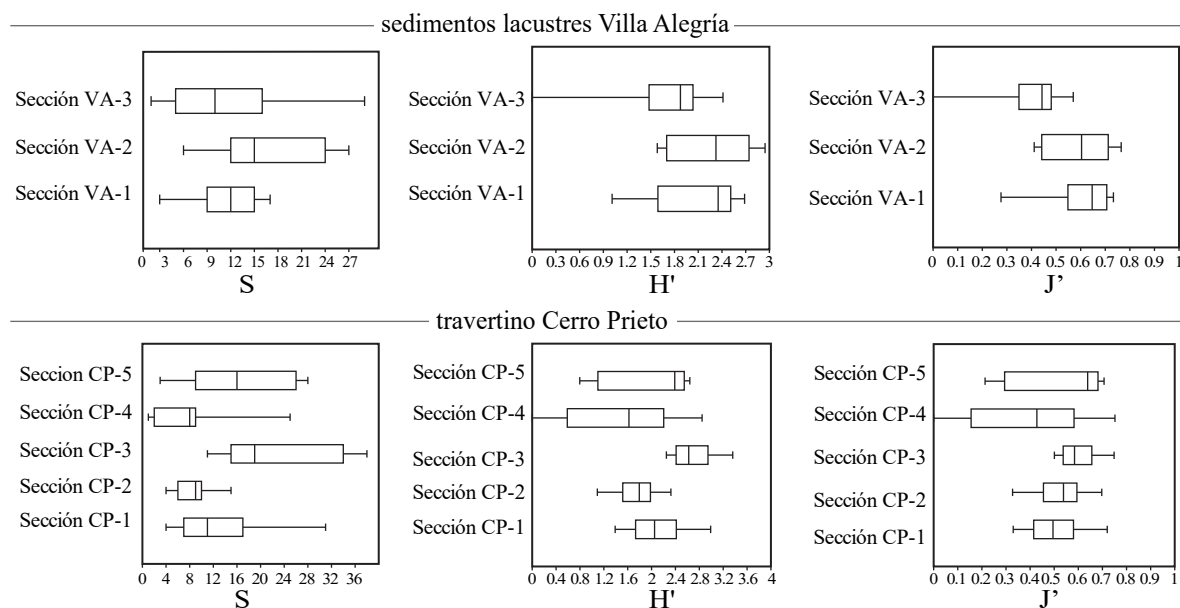 sedimentos lacustres Villa Alegría
Sección VA-3
Sección VA-2
Sección VA-1
0 3 6 9 12 15 18 21 24 27
S
Sección VA-3
Sección VA-2
Sección VA-1
0 0.3 0.6 0.9 1.2 1.5 1.8 2.1 2.4 2.7 3
H'
Sección VA-3
Sección VA-2
Sección VA-1
0 0.1 0.2 0.3 0.4 0.5 0.6 0.7 0.8 0.9 1
J’
travertino Cerro Prieto
Seccion CP-5
Sección CP-4
Sección CP-3
Sección CP-2
Sección CP-1
0 4 8 12 16 20 24 28 32 36
S
Sección CP-5
Sección CP-4
Sección CP-3
Sección CP-2
Sección CP-1
0 0.4 0.8 1.2 1.6 2 2.4 2.8 3.2 3.6 4
H'
Sección CP-5
Sección CP-4
Sección CP-3
Sección CP-2
Sección CP-1
0 0.1 0.2 0.3 0.4 0.5 0.6 0.7 0.8 0.9 1
J’